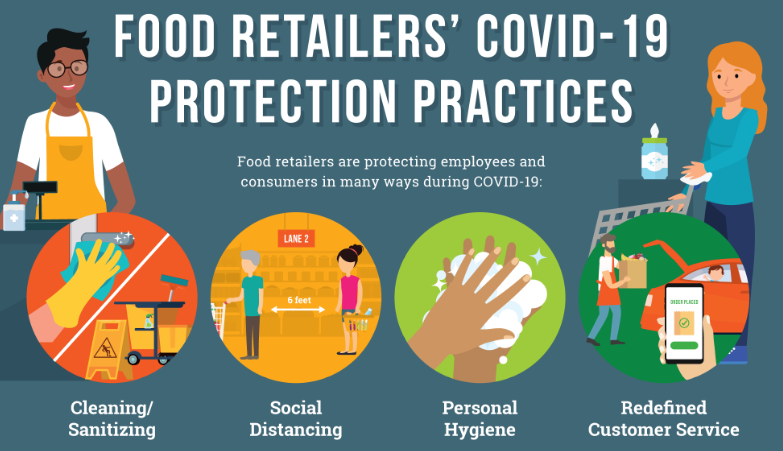 FOOD RETAILERS' COVID-19
PROTECTION PRACTICES
Food retailers are protecting employees and
consumers in many ways during COVID-19:
LANE 2
6 feet
ORDER PLACED
Cleaning/
Sanitizing
Social
Distancing
Personal
Hygiene
Redefined
Customer Service